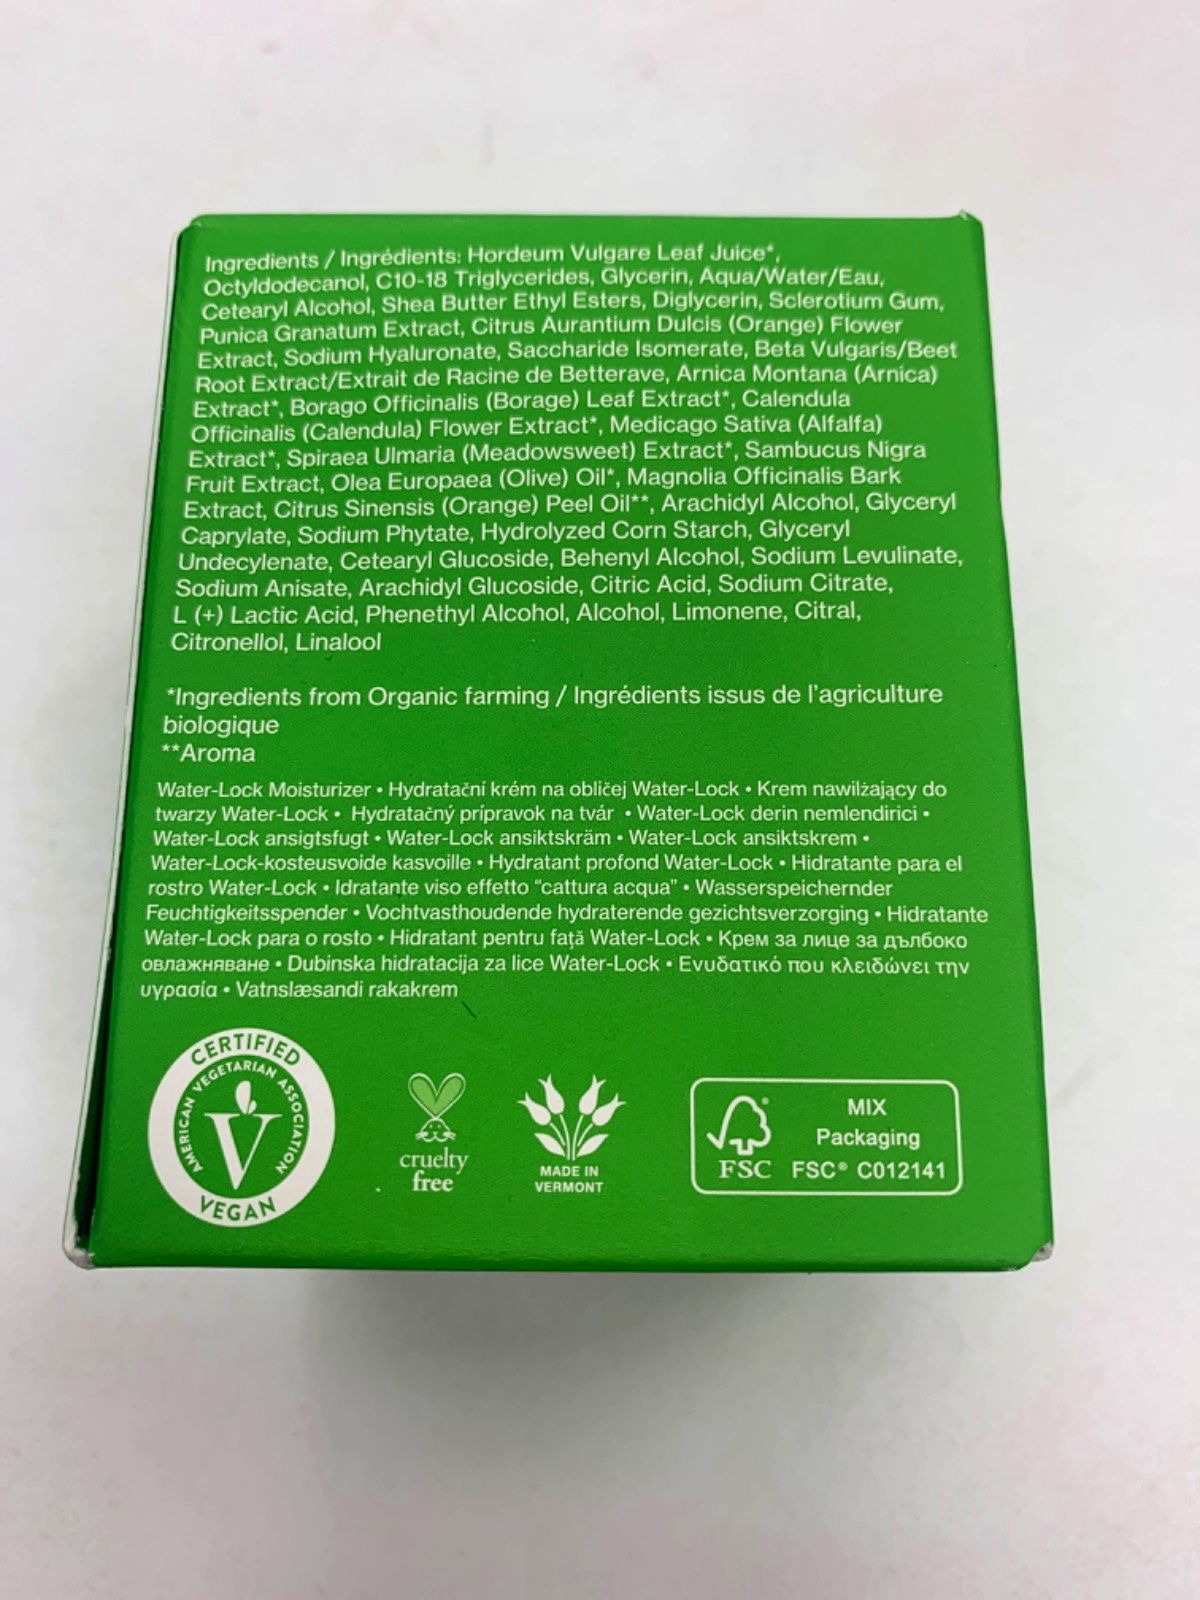 Ingredients / Ingrédients: Hordeum Vulgare Leaf Juice*,
Octyldodecanol, C10-18 Triglycerides, Glycerin, Aqua/Water/Eau,
Cetearyl Alcohol, Shea Butter Ethyl Esters, Diglycerin, Sclerotium Gum,
Punica Granatum Extract, Citrus Aurantium Dulcis (Orange) Flower
Extract, Sodium Hyaluronate, Saccharide Isomerate, Beta Vulgaris/Beet
Root Extract/Extrait de Racine de Betterave, Arnica Montana (Arnica)
Extract*, Borago Officinalis (Borage) Leaf Extract*, Calendula
Officinalis (Calendula) Flower Extract*, Medicago Sativa (Alfalfa)
Extract*, Spiraea Ulmaria (Meadowsweet) Extract*, Sambucus Nigra
Fruit Extract, Olea Europaea (Olive) Oil*, Magnolia Officinalis Bark
Extract, Citrus Sinensis (Orange) Peel Oil**, Arachidyl Alcohol, Glyceryl
Caprylate, Sodium Phytate, Hydrolyzed Corn Starch, Glyceryl
Undecylenate, Cetearyl Glucoside, Behenyl Alcohol, Sodium Levulinate,
Sodium Anisate, Arachidyl Glucoside, Citric Acid, Sodium Citrate,
L (+) Lactic Acid, Phenethyl Alcohol, Alcohol, Limonene, Citral,
Citronellol, Linalool
*Ingredients from Organic farming / Ingrédients issus de l'agriculture
biologique
**Aroma
Water-Lock Moisturizer • Hydratační krém na obličej Water-Lock • Krem nawilżający do
twarzy Water-Lock • Hydratačný prípravok na tvár • Water-Lock derin nemlendirici •
Water-Lock ansigtsfugt • Water-Lock ansiktskräm • Water-Lock ansiktskrem •
Water-Lock-kosteusvoide kasvoille • Hydratant profond Water-Lock • Hidratante para el
rostro Water-Lock • Idratante viso effetto "cattura acqua" • Wasserspeichernder
Feuchtigkeitsspender • Vochtvasthoudende hydraterende gezichtsverzorging • Hidratante
Water-Lock para o rosto • Hidratant pentru față Water-Lock • Крем за лице за дълбоко
овлажняване • Dubinska hidratacija za lice Water-Lock • Ενυδατικό που κλειδώνει την
υγρασία • Vatnslæsandi rakakrem
CERTIFIED
AMERICAN VEGETARIAN ASSOCIATION
V
VEGAN
cruelty
free
MADE IN
VERMONT
FSC
MIX
Packaging
FSC® C012141